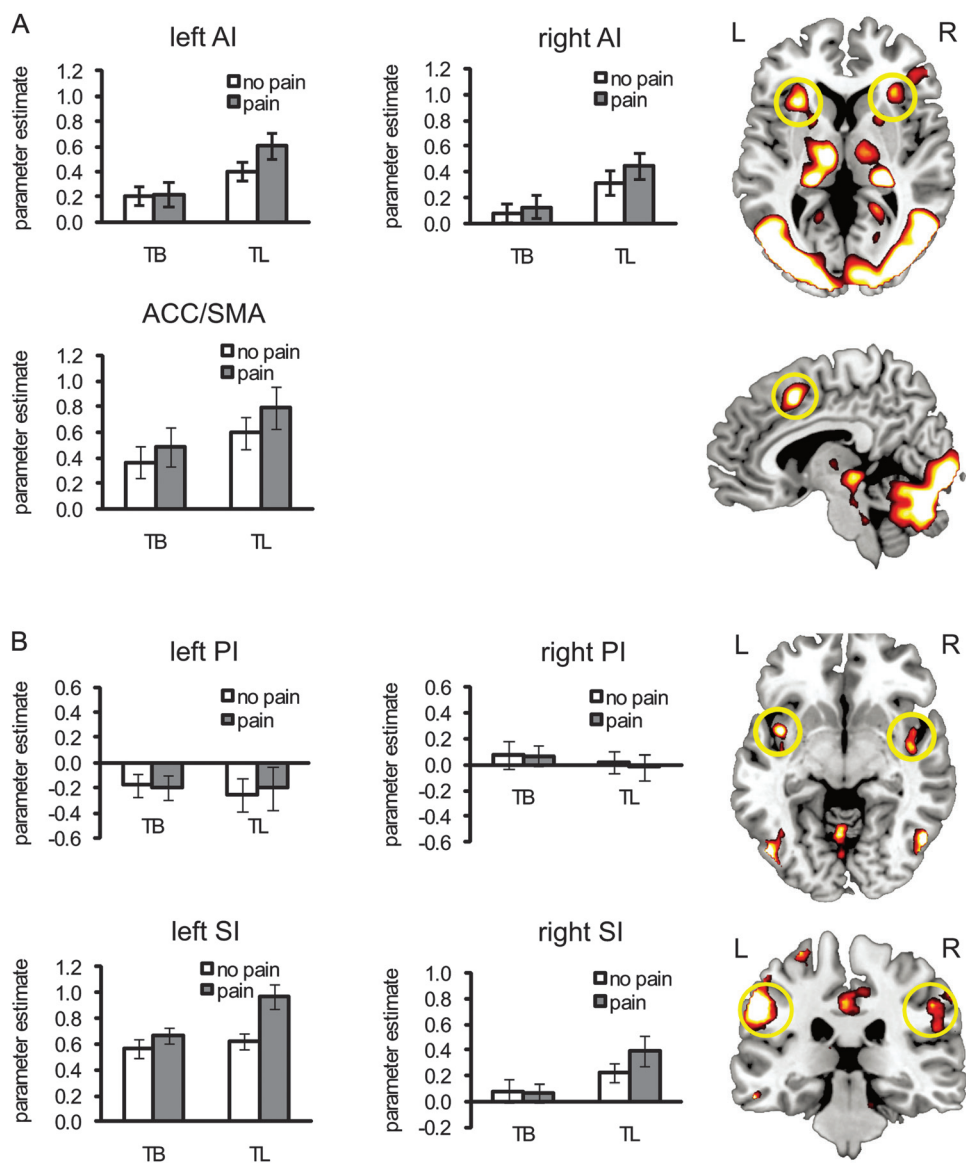 A
left AI
parameter estimate
1.2
1.0
0.8
0.6
0.4
0.2
0.0
no pain
pain
TB
TL
right AI
parameter estimate
1.2
1.0
0.8
0.6
0.4
0.2
0.0
no pain
pain
TB
TL
L
R
ACC/SMA
parameter estimate
1.2
1.0
0.8
0.6
0.4
0.2
0.0
no pain
pain
TB
TL
B
left PI
parameter estimate
0.6
0.4
0.2
0.0
-0.2
-0.4
-0.6
no pain
pain
TB
TL
right PI
parameter estimate
0.6
0.4
0.2
0.0
-0.2
-0.4
-0.6
no pain
pain
TB
TL
L
R
left SI
parameter estimate
1.2
1.0
0.8
0.6
0.4
0.2
0.0
no pain
pain
TB
TL
right SI
parameter estimate
1.0
0.8
0.6
0.4
0.2
0.0
-0.2
no pain
pain
TB
TL
L
R